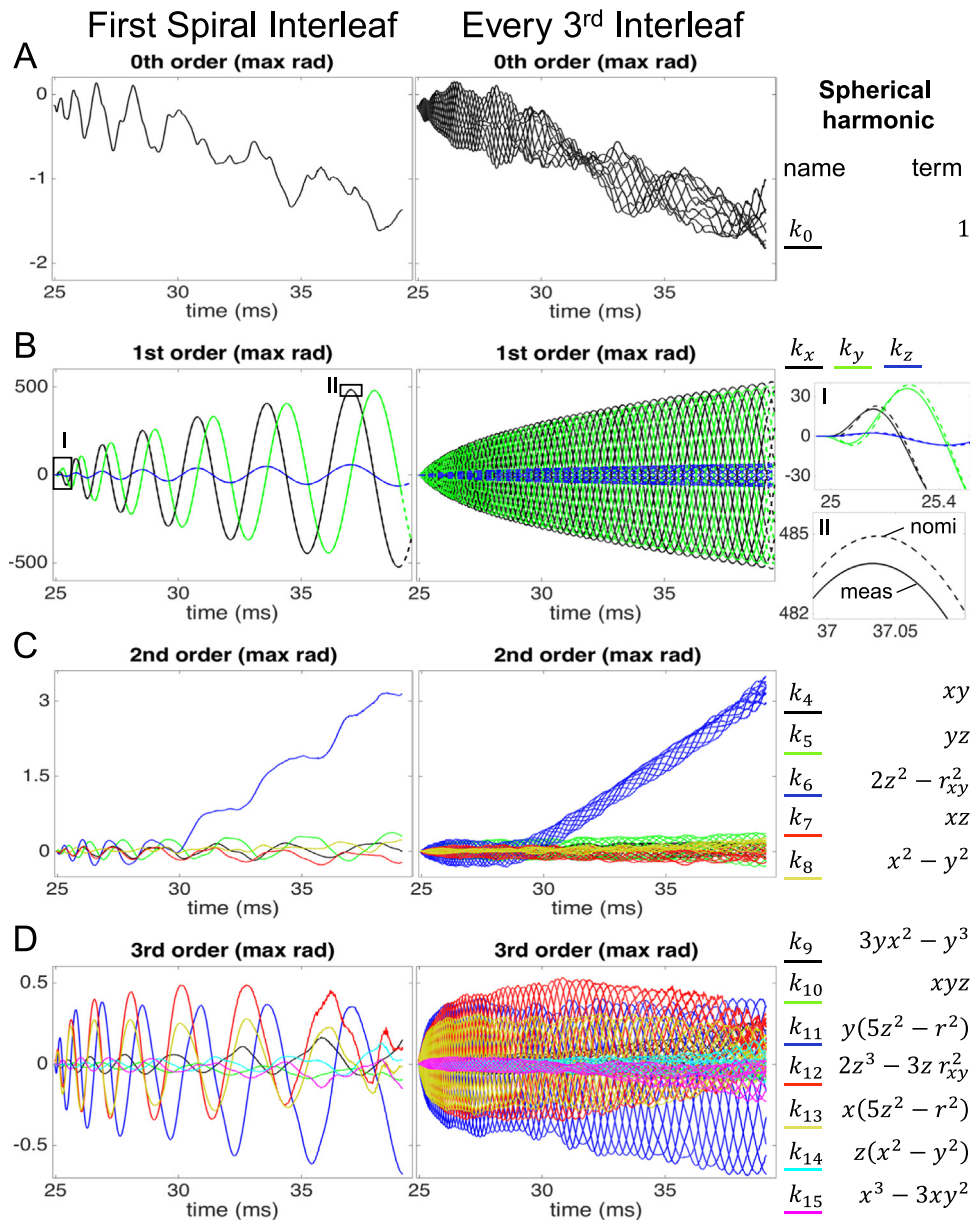 First Spiral Interleaf
Every 3rd Interleaf
A
0th order (max rad)
0th order (max rad)
0
-1
-2
25 30 35
time (ms)
25 30 35
time (ms)
Spherical
harmonic
name term
k0 1
B
1st order (max rad)
1st order (max rad)
500
0
-500
I
II
25 30 35
time (ms)
25 30 35
time (ms)
kx ky kz
I
30
0
-30
25 25.4
II
485
482
nomi
meas
37 37.05
C
2nd order (max rad)
2nd order (max rad)
3
1.5
0
25 30 35
time (ms)
25 30 35
time (ms)
k4 xy
k5 yz
k6 2z² − r²xy
k7 xz
k8 x² − y²
D
3rd order (max rad)
3rd order (max rad)
0.5
0
-0.5
25 30 35
time (ms)
25 30 35
time (ms)
k9 3yx² − y³
k10 xyz
k11 y(5z² − r²)
k12 2z³ − 3z r²xy
k13 x(5z² − r²)
k14 z(x² − y²)
k15 x³ − 3xy²